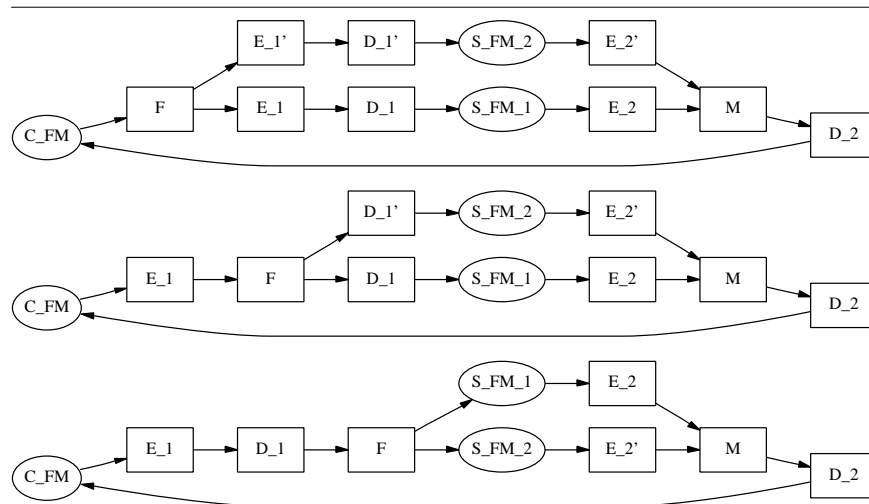 E_1' D_1' S_FM_2 E_2'
F E_1 D_1 S_FM_1 E_2 M
C_FM D_2
D_1' S_FM_2 E_2'
E_1 F D_1 S_FM_1 E_2 M
C_FM D_2
S_FM_1 E_2
E_1 D_1 F S_FM_2 E_2' M
C_FM D_2